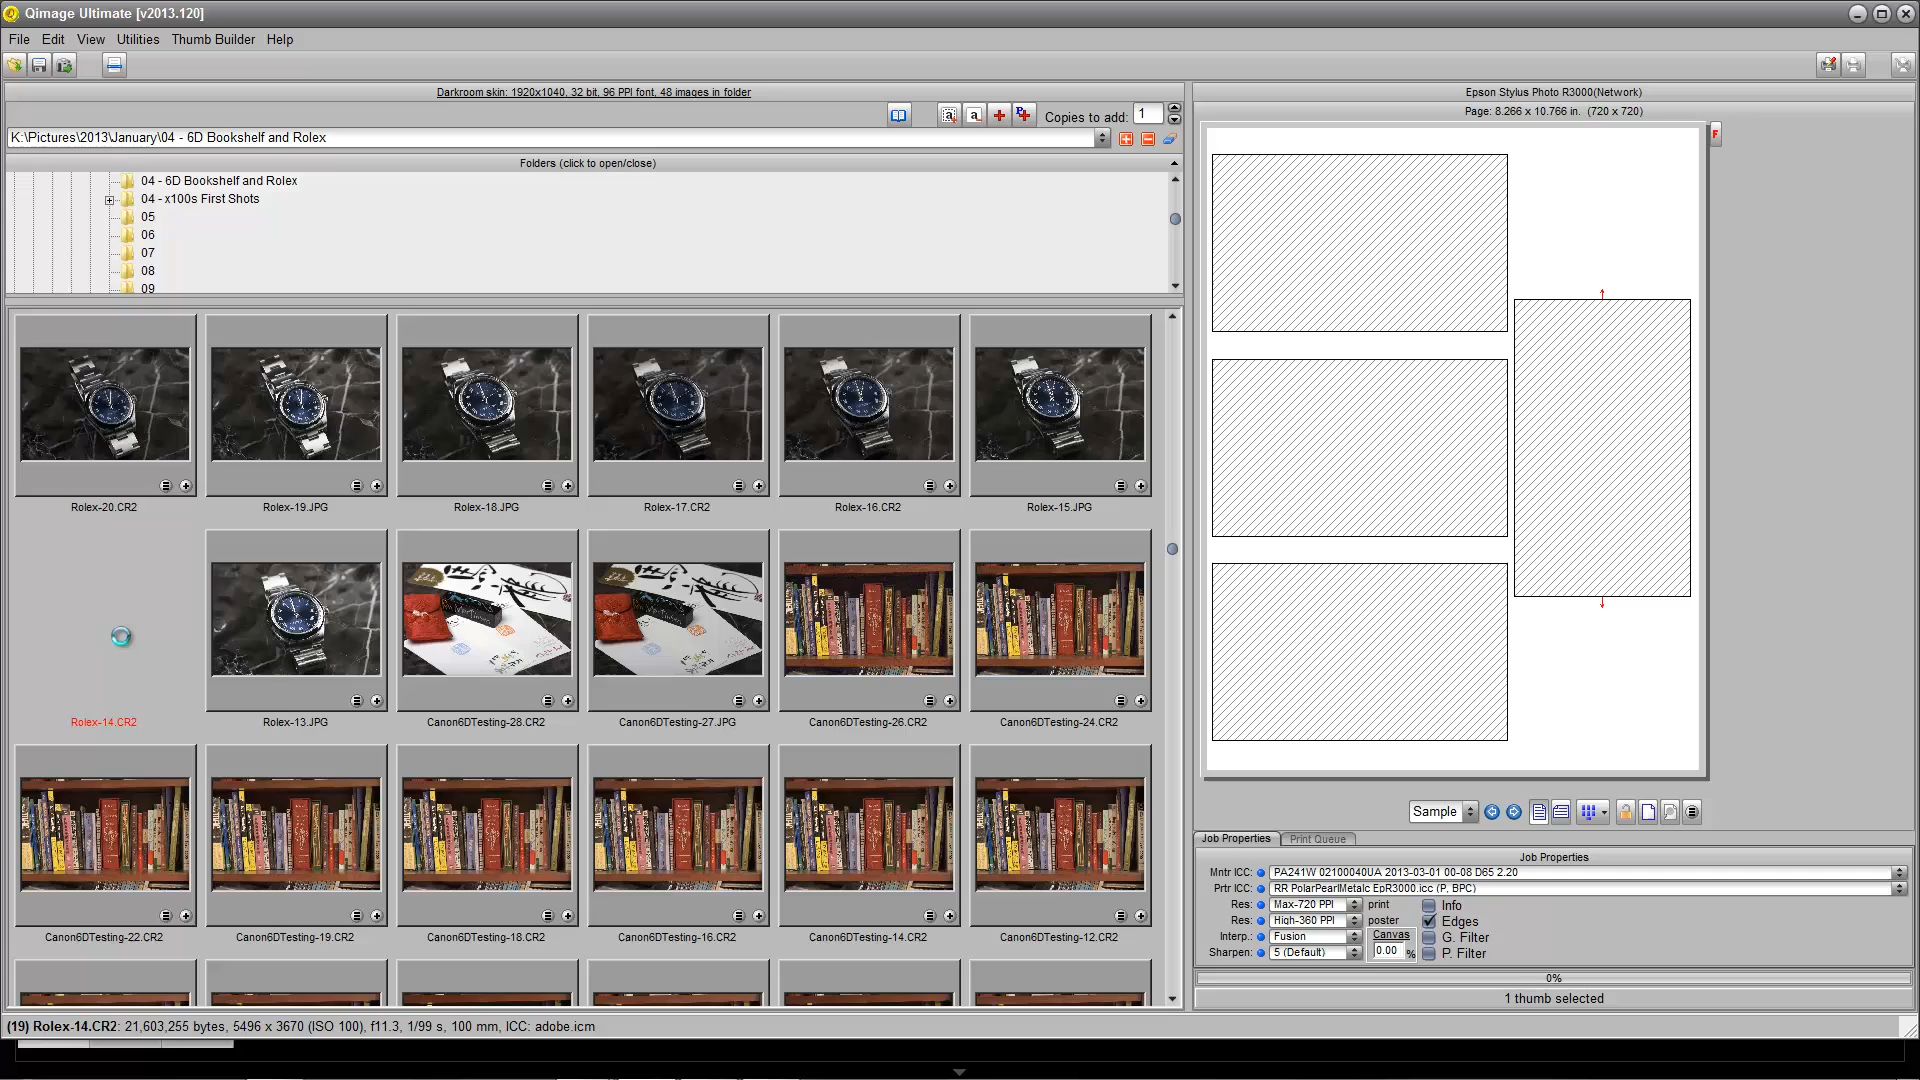 Qimage Ultimate [v2013.120]
File Edit View Utilities Thumb Builder Help
Darkroom skin: 1920x1040, 32 bit, 96 PPI font, 48 images in folder
Copies to add: 1
K:\Pictures\2013\January\04 - 6D Bookshelf and Rolex
Folders (click to open/close)
04 - 6D Bookshelf and Rolex
04 - x100s First Shots
05
06
07
08
09
Rolex-20.CR2 Rolex-19.JPG Rolex-18.JPG Rolex-17.CR2 Rolex-16.CR2 Rolex-15.JPG
Rolex-14.CR2 Rolex-13.JPG Canon6DTesting-28.CR2 Canon6DTesting-27.JPG Canon6DTesting-26.CR2 Canon6DTesting-24.CR2
Canon6DTesting-22.CR2 Canon6DTesting-19.CR2 Canon6DTesting-18.CR2 Canon6DTesting-16.CR2 Canon6DTesting-14.CR2 Canon6DTesting-12.CR2
(19) Rolex-14.CR2: 21,603,255 bytes, 5496 x 3670 (ISO 100), f11.3, 1/99 s, 100 mm, ICC: adobe.icm
Epson Stylus Photo R3000(Network)
Page: 8.266 x 10.766 in. (720 x 720)
F
Sample
Job Properties Print Queue
Job Properties
Mntr ICC: PA241W 02100040UA 2013-03-01 00-08 D65 2.20
Prtr ICC: RR PolarPearlMetalc EpR3000.icc (P, BPC)
Res: Max-720 PPI print Info
Res: High-360 PPI poster Edges
Interp.: Fusion Canvas G. Filter
Sharpen: 5 (Default) 0.00 % P. Filter
0%
1 thumb selected